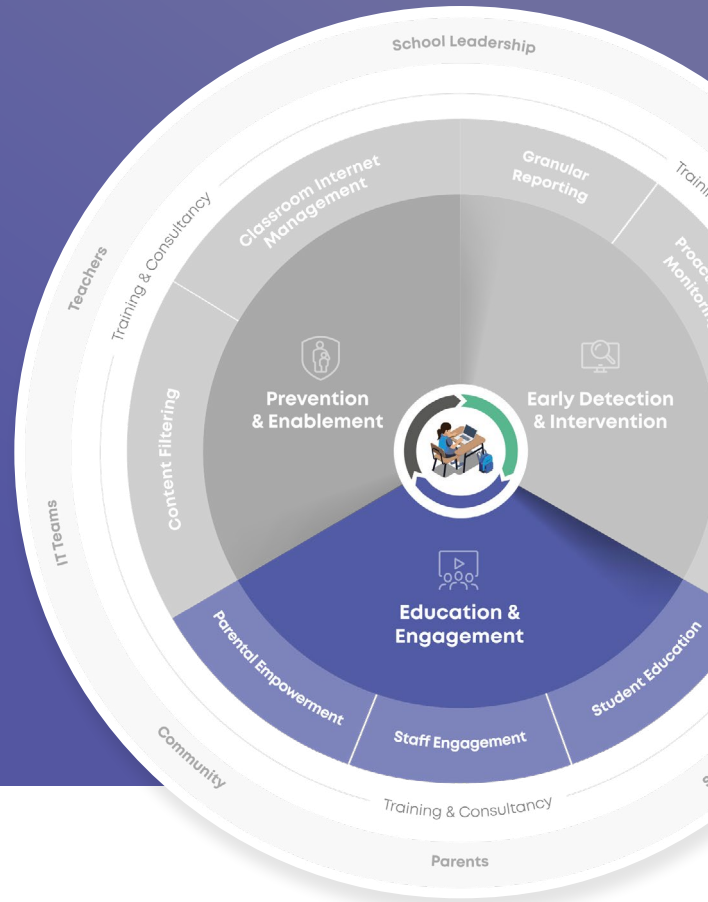 School Leadership
Training & Consultancy
Classroom Internet
Management
Granular
Reporting
Teachers
Prevention
& Enablement
Early Detection
& Intervention
Content Filtering
IT Teams
Education &
Engagement
Parental Empowerment
Staff Engagement
Student Education
Community
Training & Consultancy
Parents